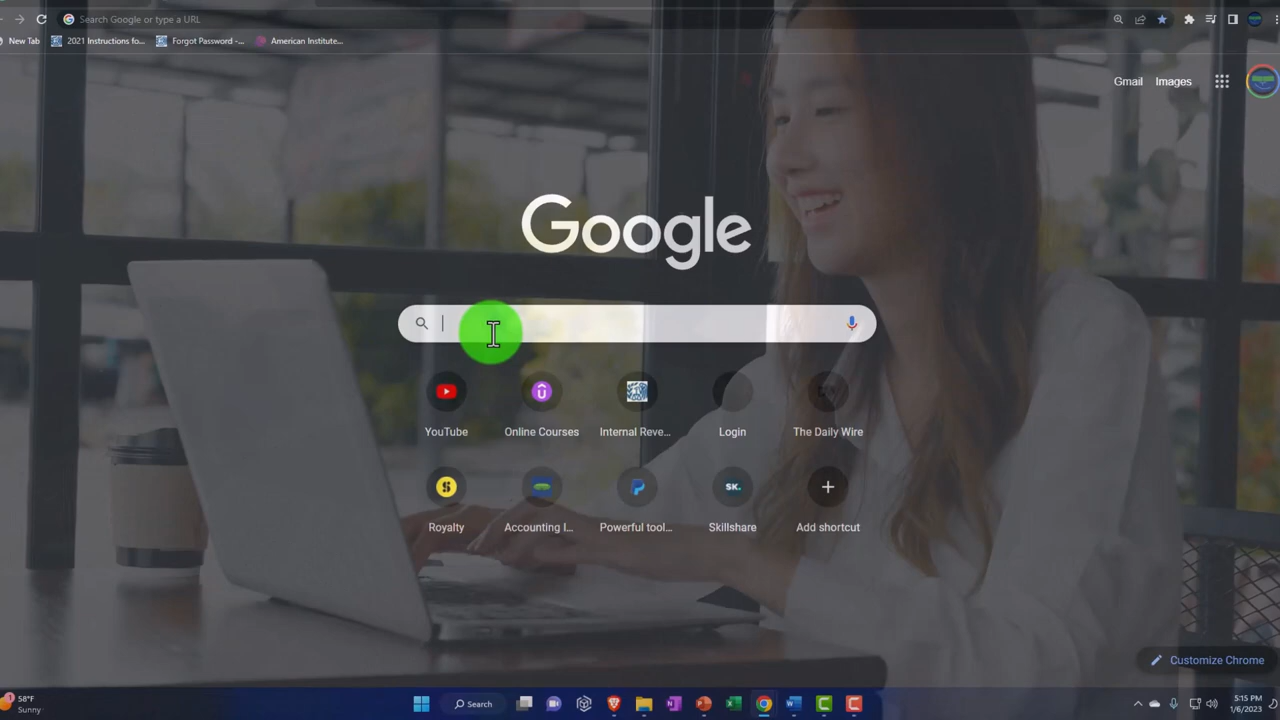 Search Google or type a URL
New Tab
2021 Instructions fo...
Forgot Password -...
American Institute...
Gmail
Images
Google
YouTube
Online Courses
Internal Reve...
Login
The Daily Wire
Royalty
Accounting I...
Powerful tool...
SK.
Skillshare
Add shortcut
Customize Chrome
1
58°F
Sunny
Search
5:15 PM
1/6/2023